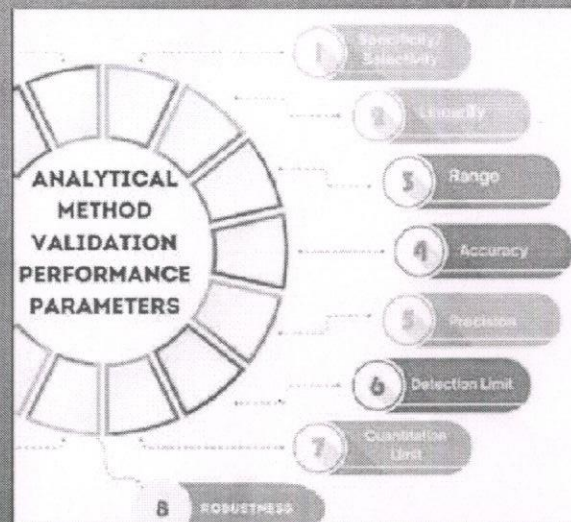 ANALYTICAL
METHOD
VALIDATION
PERFORMANCE
PARAMETERS
1 Specificity/
Selectivity
2 Linearity
3 Range
4 Accuracy
5 Precision
6 Detection Limit
7 Quantitation
Limit
8 ROBUSTNESS